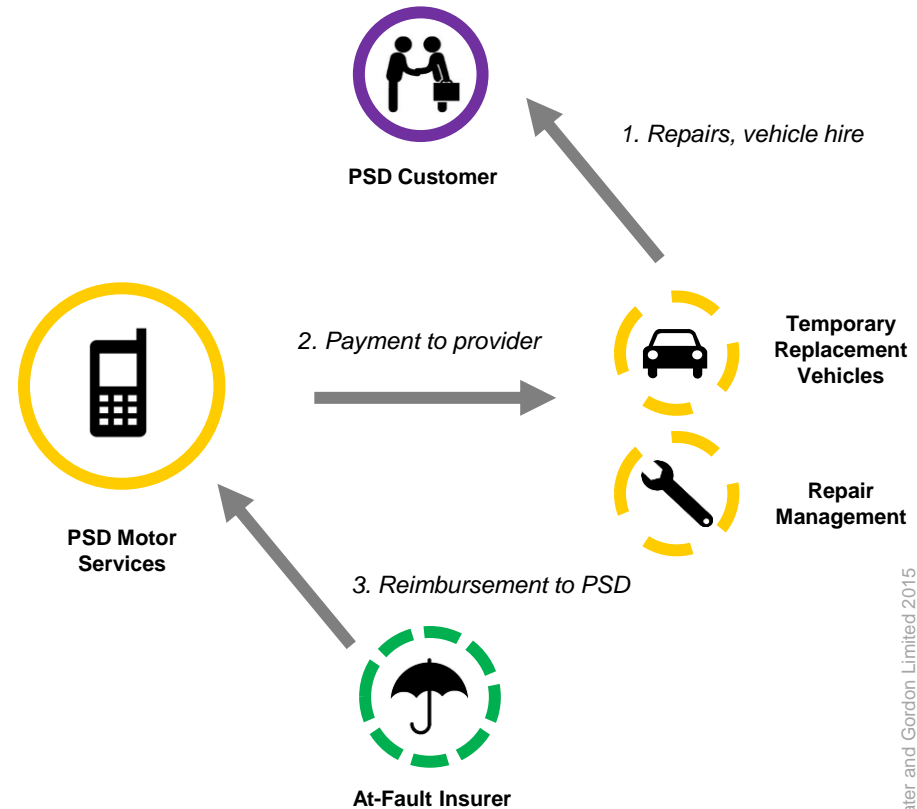 PSD Customer
1. Repairs, vehicle hire
2. Payment to provider
Temporary
Replacement
Vehicles
Repair
Management
PSD Motor
Services
3. Reimbursement to PSD
At-Fault Insurer
and Gordon Limited 2015